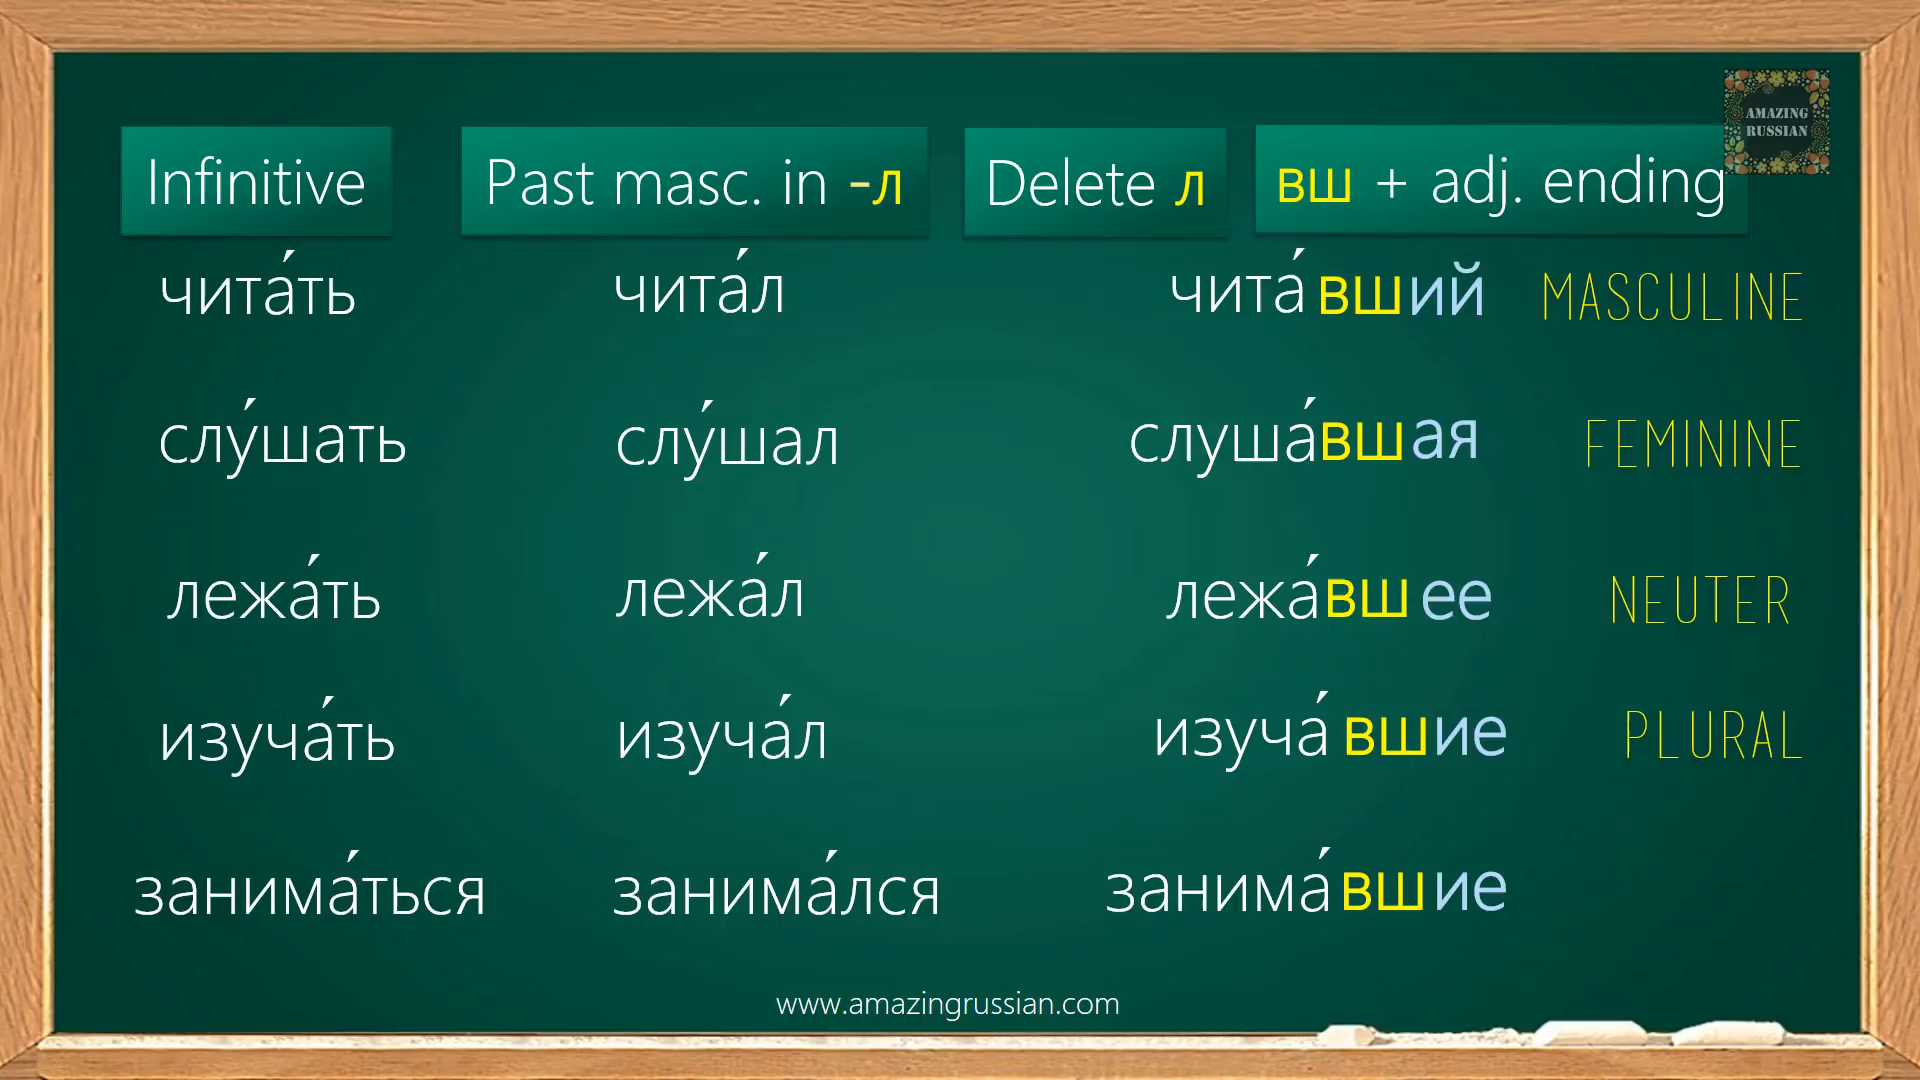 AMAZING
RUSSIAN
Infinitive Past masc. in -л Delete л вш + adj. ending
чита́ть чита́л чита́вший MASCULINE
слу́шать слу́шал слуша́вшая FEMININE
лежа́ть лежа́л лежа́вшее NEUTER
изуча́ть изуча́л изуча́вшие PLURAL
занима́ться занима́лся занима́вшие
www.amazingrussian.com